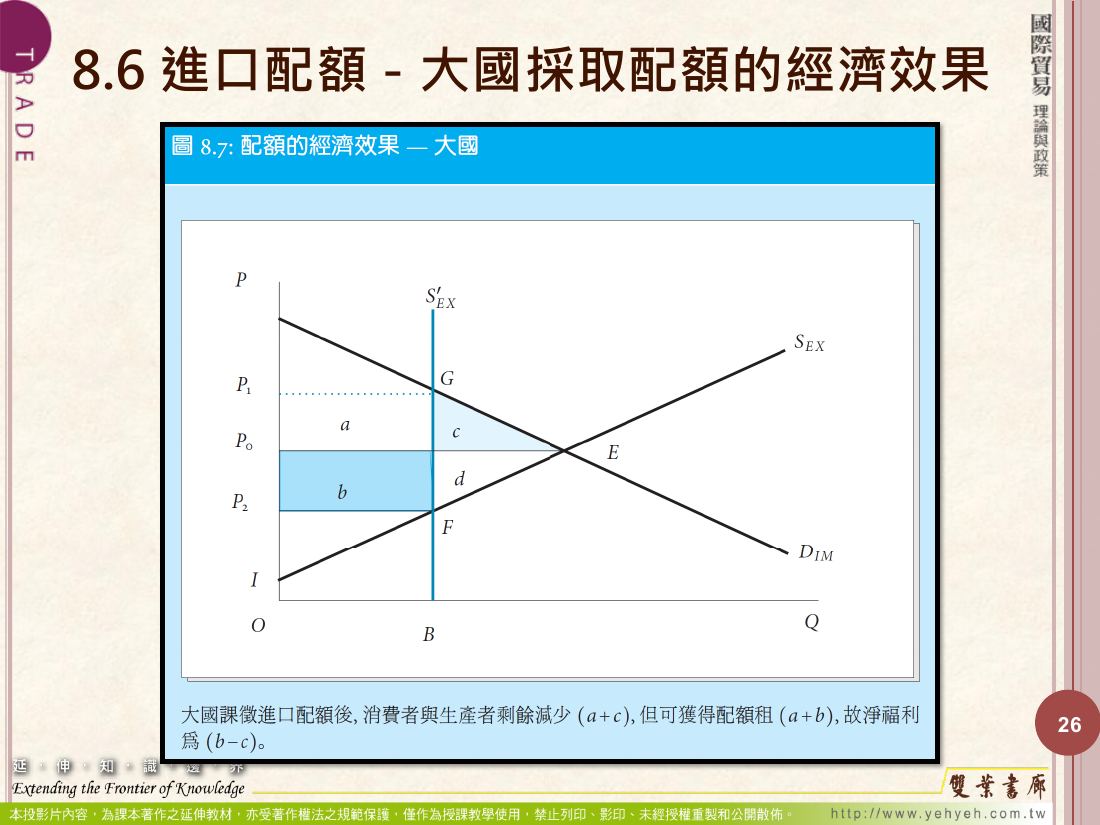 8.6 進口配額 - 大國採取配額的經濟效果
TRADE
國際貿易 理論與政策
圖 8.7: 配額的經濟效果 — 大國
P
S′EX
SEX
P1
G
a
c
P0
E
d
b
P2
F
DIM
I
O
B
Q
大國課徵進口配額後, 消費者與生產者剩餘減少 (a+c), 但可獲得配額租 (a+b), 故淨福利
為 (b−c)。
26
延 · 伸 · 知 · 識 · 邊 · 界
Extending the Frontier of Knowledge
雙葉書廊
本投影片內容，為課本著作之延伸教材，亦受著作權法之規範保護，僅作為授課教學使用，禁止列印、影印、未經授權重製和公開散佈。
http://www.yehyeh.com.tw